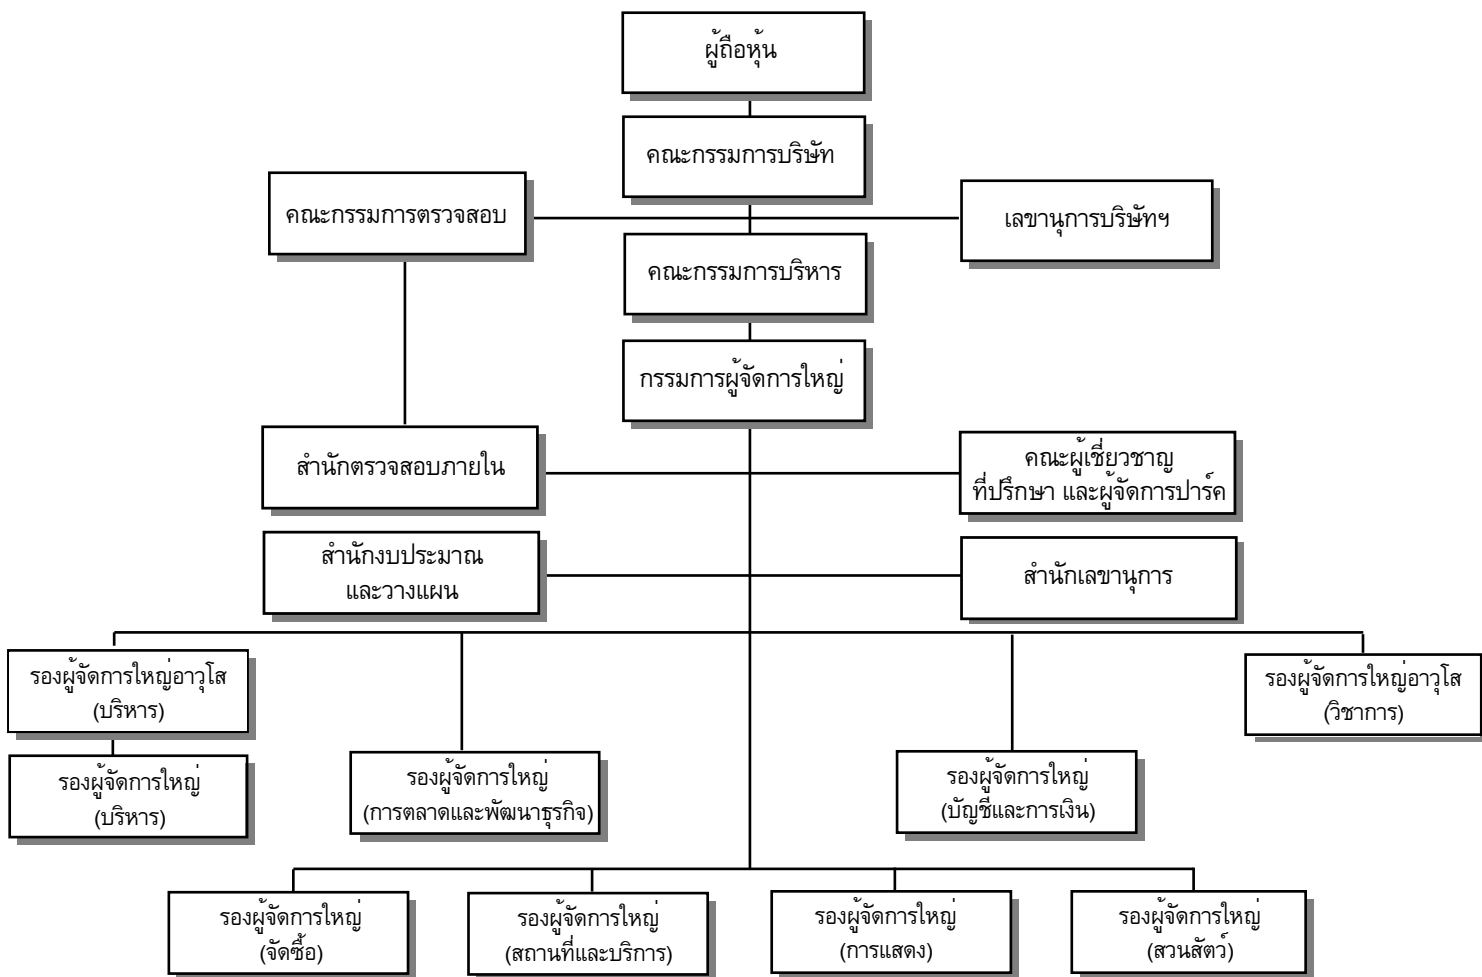 ผู้ถือหุ้น
คณะกรรมการบริษัท
คณะกรรมการตรวจสอบ
เลขานุการบริษัทฯ
คณะกรรมการบริหาร
กรรมการผู้จัดการใหญ่
สำนักตรวจสอบภายใน
คณะผู้เชี่ยวชาญ
ที่ปรึกษา และผู้จัดการปาร์ค
สำนักงบประมาณ
และวางแผน
สำนักเลขานุการ
รองผู้จัดการใหญ่อาวุโส
(บริหาร)
รองผู้จัดการใหญ่อาวุโส
(วิชาการ)
รองผู้จัดการใหญ่
(บริหาร)
รองผู้จัดการใหญ่
(การตลาดและพัฒนาธุรกิจ)
รองผู้จัดการใหญ่
(บัญชีและการเงิน)
รองผู้จัดการใหญ่
(จัดซื้อ)
รองผู้จัดการใหญ่
(สถานที่และบริการ)
รองผู้จัดการใหญ่
(การแสดง)
รองผู้จัดการใหญ่
(สวนสัตว์)